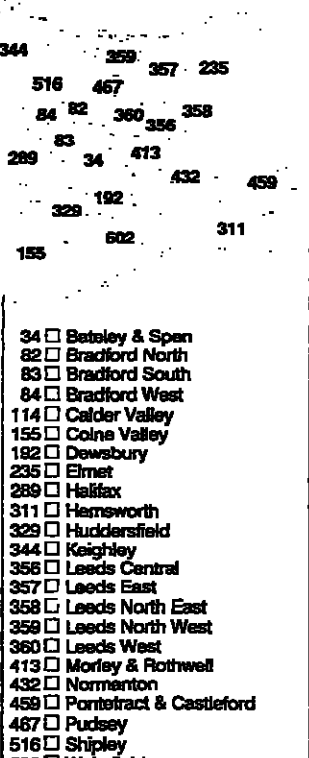 344 359
357 235
516 467
84 82 360 356 358
83
289 34 413
432 459
192
329
602 311
155
34 ☐ Bateley & Spen
82 ☐ Bradford North
83 ☐ Bradford South
84 ☐ Bradford West
114 ☐ Calder Valley
155 ☐ Colne Valley
192 ☐ Dewsbury
235 ☐ Elmet
289 ☐ Halifax
311 ☐ Hemsworth
329 ☐ Huddersfield
344 ☐ Keighley
356 ☐ Leeds Central
357 ☐ Leeds East
358 ☐ Leeds North East
359 ☐ Leeds North West
360 ☐ Leeds West
413 ☐ Morley & Rothwell
432 ☐ Normanton
459 ☐ Pontetract & Castleford
467 ☐ Pudsey
516 ☐ Shipley